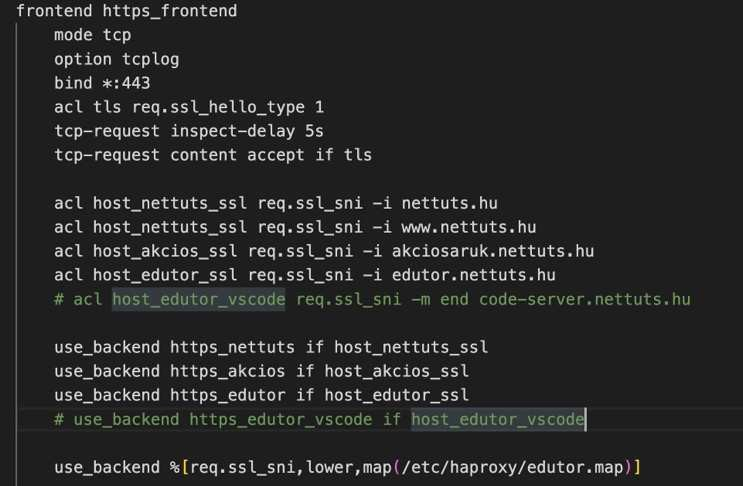 frontend https_frontend
mode tcp
option tcplog
bind *:443
acl tls req.ssl_hello_type 1
tcp-request inspect-delay 5s
tcp-request content accept if tls
acl host_nettuts_ssl req.ssl_sni -i nettuts.hu
acl host_nettuts_ssl req.ssl_sni -i www.nettuts.hu
acl host_akcios_ssl req.ssl_sni -i akciosaruk.nettuts.hu
acl host_edutor_ssl req.ssl_sni -i edutor.nettuts.hu
# acl host_edutor_vscode req.ssl_sni -m end code-server.nettuts.hu
use_backend https_nettuts if host_nettuts_ssl
use_backend https_akcios if host_akcios_ssl
use_backend https_edutor if host_edutor_ssl
# use_backend https_edutor_vscode if host_edutor_vscode
use_backend %[req.ssl_sni,lower,map(/etc/haproxy/edutor.map)]